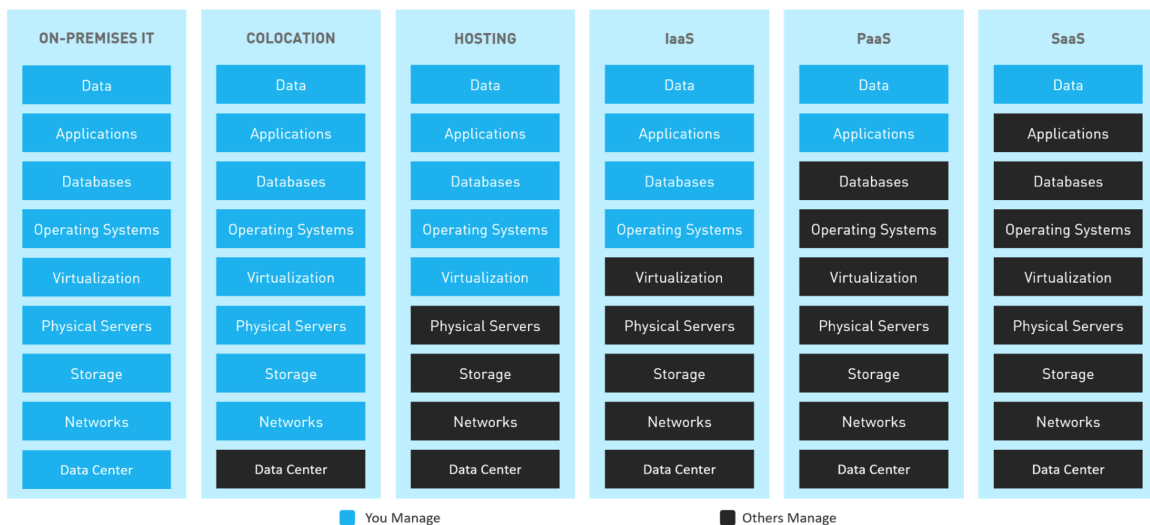 ON-PREMISES IT
Data
Applications
Databases
Operating Systems
Virtualization
Physical Servers
Storage
Networks
Data Center
COLOCATION
Data
Applications
Databases
Operating Systems
Virtualization
Physical Servers
Storage
Networks
Data Center
HOSTING
Data
Applications
Databases
Operating Systems
Virtualization
Physical Servers
Storage
Networks
Data Center
IaaS
Data
Applications
Databases
Operating Systems
Virtualization
Physical Servers
Storage
Networks
Data Center
PaaS
Data
Applications
Databases
Operating Systems
Virtualization
Physical Servers
Storage
Networks
Data Center
SaaS
Data
Applications
Databases
Operating Systems
Virtualization
Physical Servers
Storage
Networks
Data Center
You Manage
Others Manage